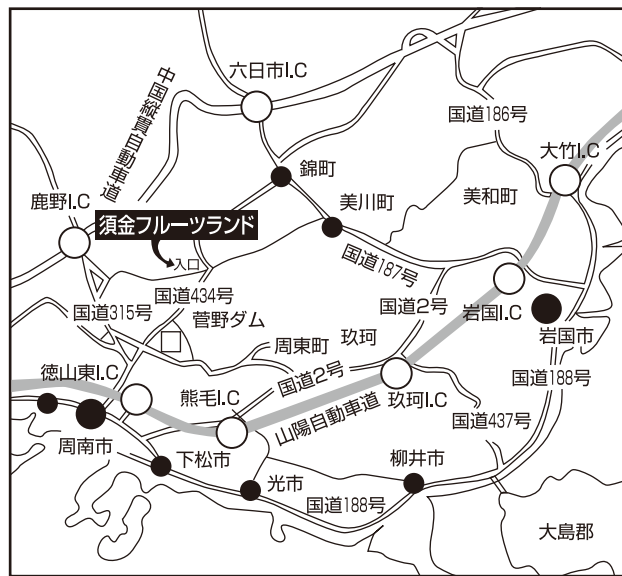 六日市I.C
中国縦貫自動車道
国道186号
大竹I.C
錦町
美和町
美川町
鹿野I.C
須金フルーツランド
入口
国道187号
国道434号
国道2号
岩国I.C
国道315号
菅野ダム
玖珂
岩国市
周東町
徳山東I.C
国道2号
国道188号
熊毛I.C
玖珂I.C
山陽自動車道
国道437号
周南市
下松市
柳井市
光市
国道188号
大島郡